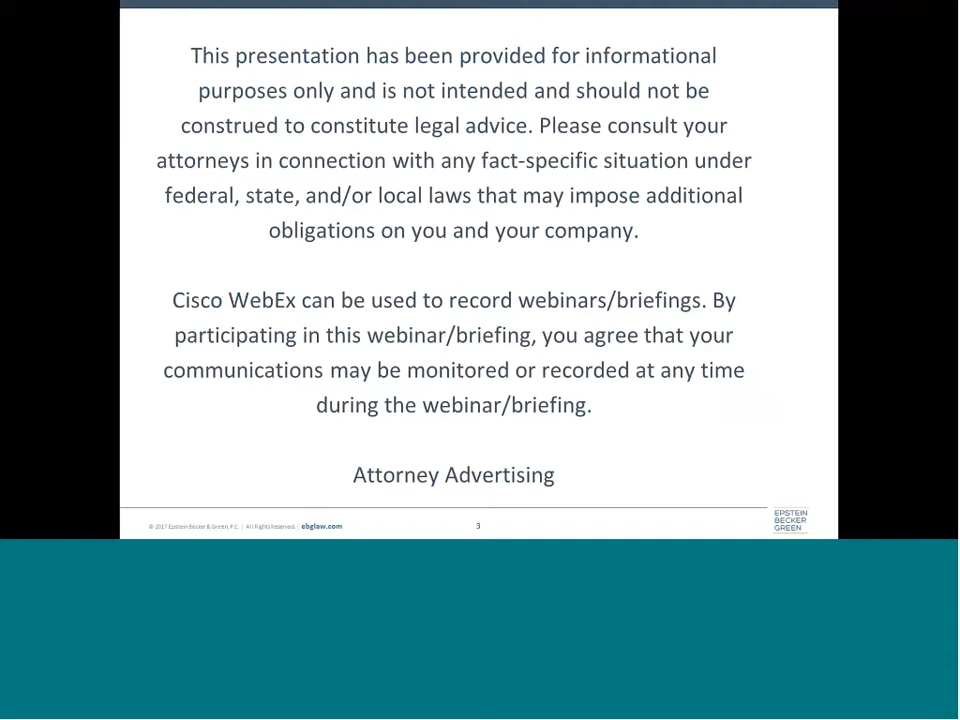 This presentation has been provided for informational
purposes only and is not intended and should not be
construed to constitute legal advice. Please consult your
attorneys in connection with any fact-specific situation under
federal, state, and/or local laws that may impose additional
obligations on you and your company.
Cisco WebEx can be used to record webinars/briefings. By
participating in this webinar/briefing, you agree that your
communications may be monitored or recorded at any time
during the webinar/briefing.
Attorney Advertising
© 2017 Epstein Becker & Green, P.C. | All Rights Reserved. | ebglaw.com
3
EPSTEIN
BECKER
GREEN